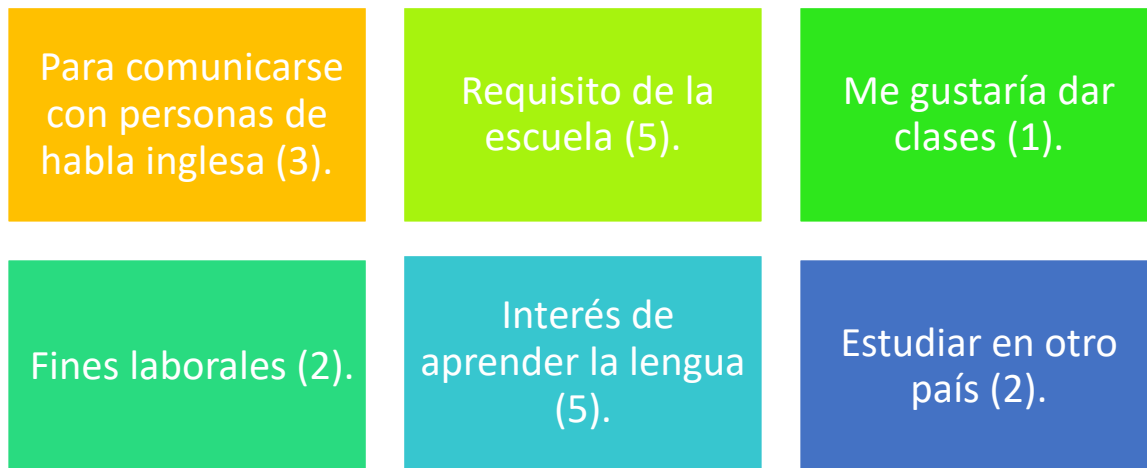 Para comunicarse
con personas de
habla inglesa (3).
Requisito de la
escuela (5).
Me gustaría dar
clases (1).
Fines laborales (2).
Interés de
aprender la lengua
(5).
Estudiar en otro
país (2).